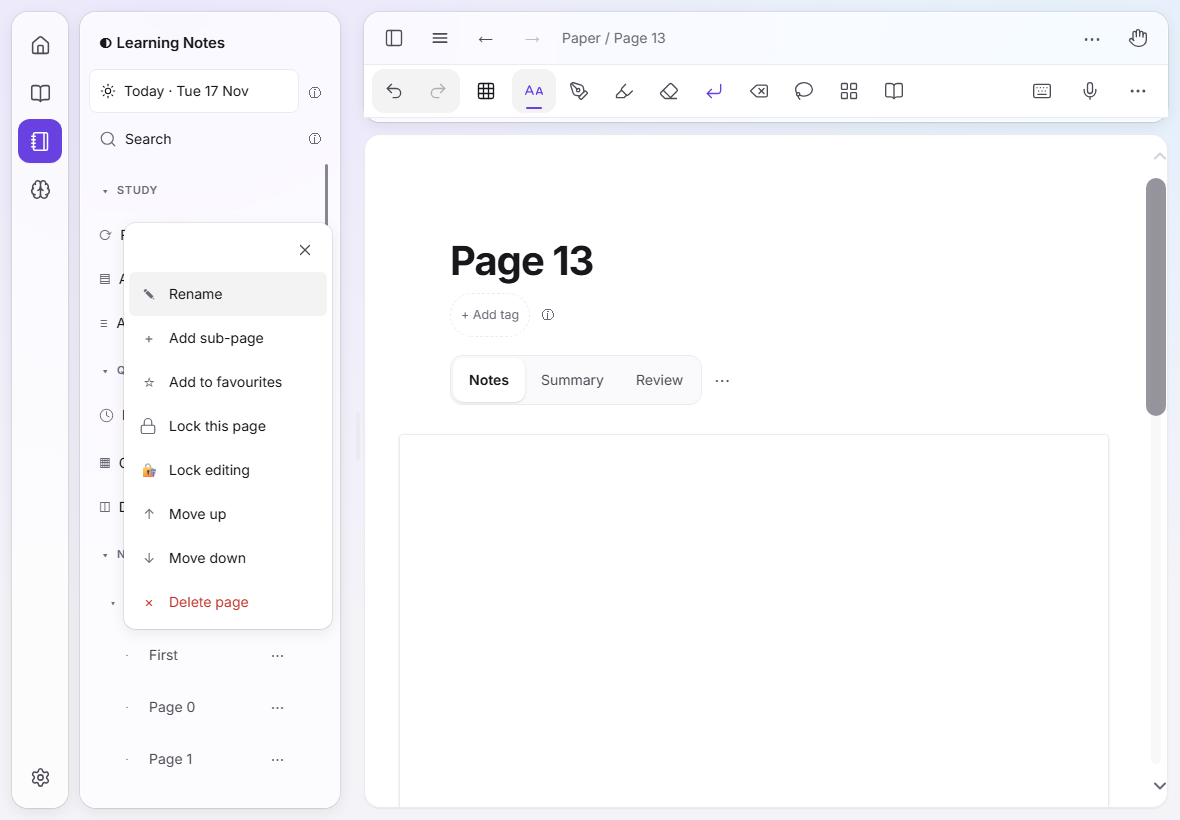 Learning Notes
Today · Tue 17 Nov
Search
STUDY
Rename
Add sub-page
Add to favourites
Lock this page
Lock editing
Move up
Move down
Delete page
First
Page 0
Page 1
Paper / Page 13
AA
Page 13
+ Add tag
Notes
Summary
Review